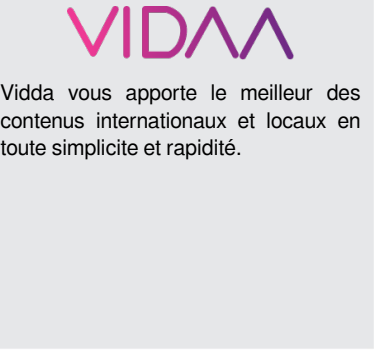 VIDAA
Vidda vous apporte le meilleur des
contenus internationaux et locaux en
toute simplicite et rapidité.